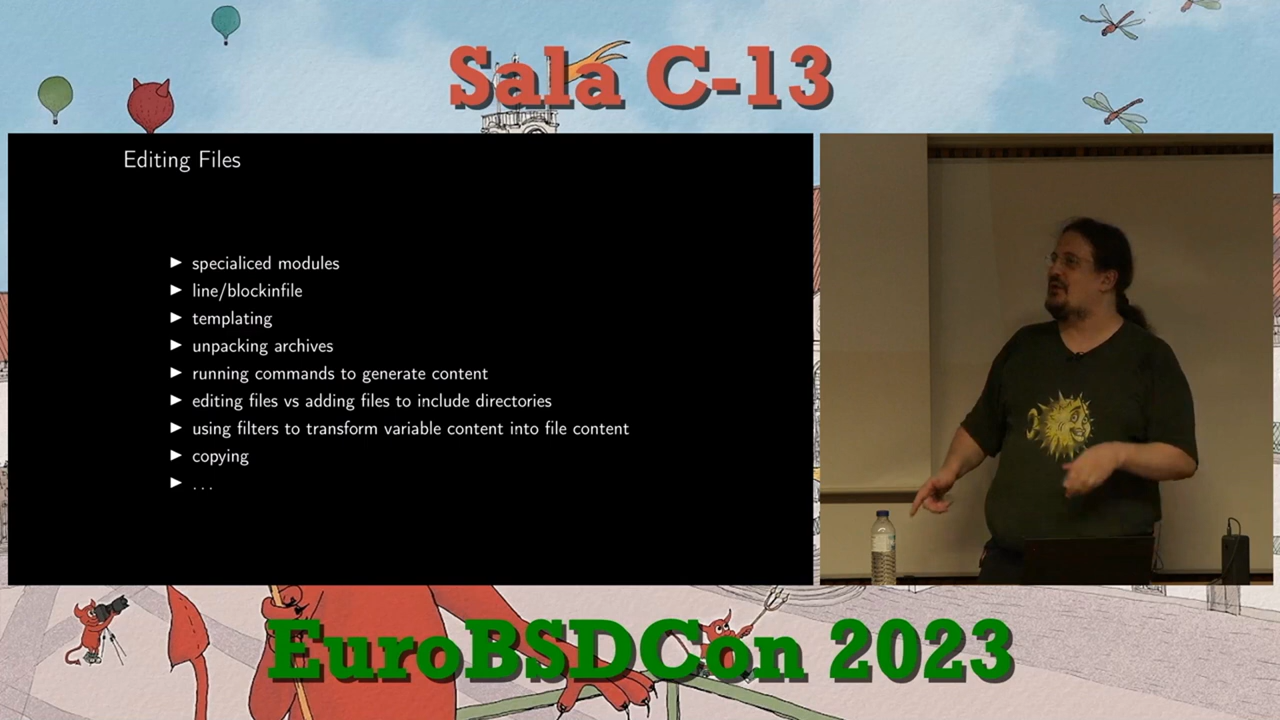 Sala C-13
Editing Files
► specialiced modules
► line/blockinfile
► templating
► unpacking archives
► running commands to generate content
► editing files vs adding files to include directories
► using filters to transform variable content into file content
► copying
► ...
EuroBSDCon 2023